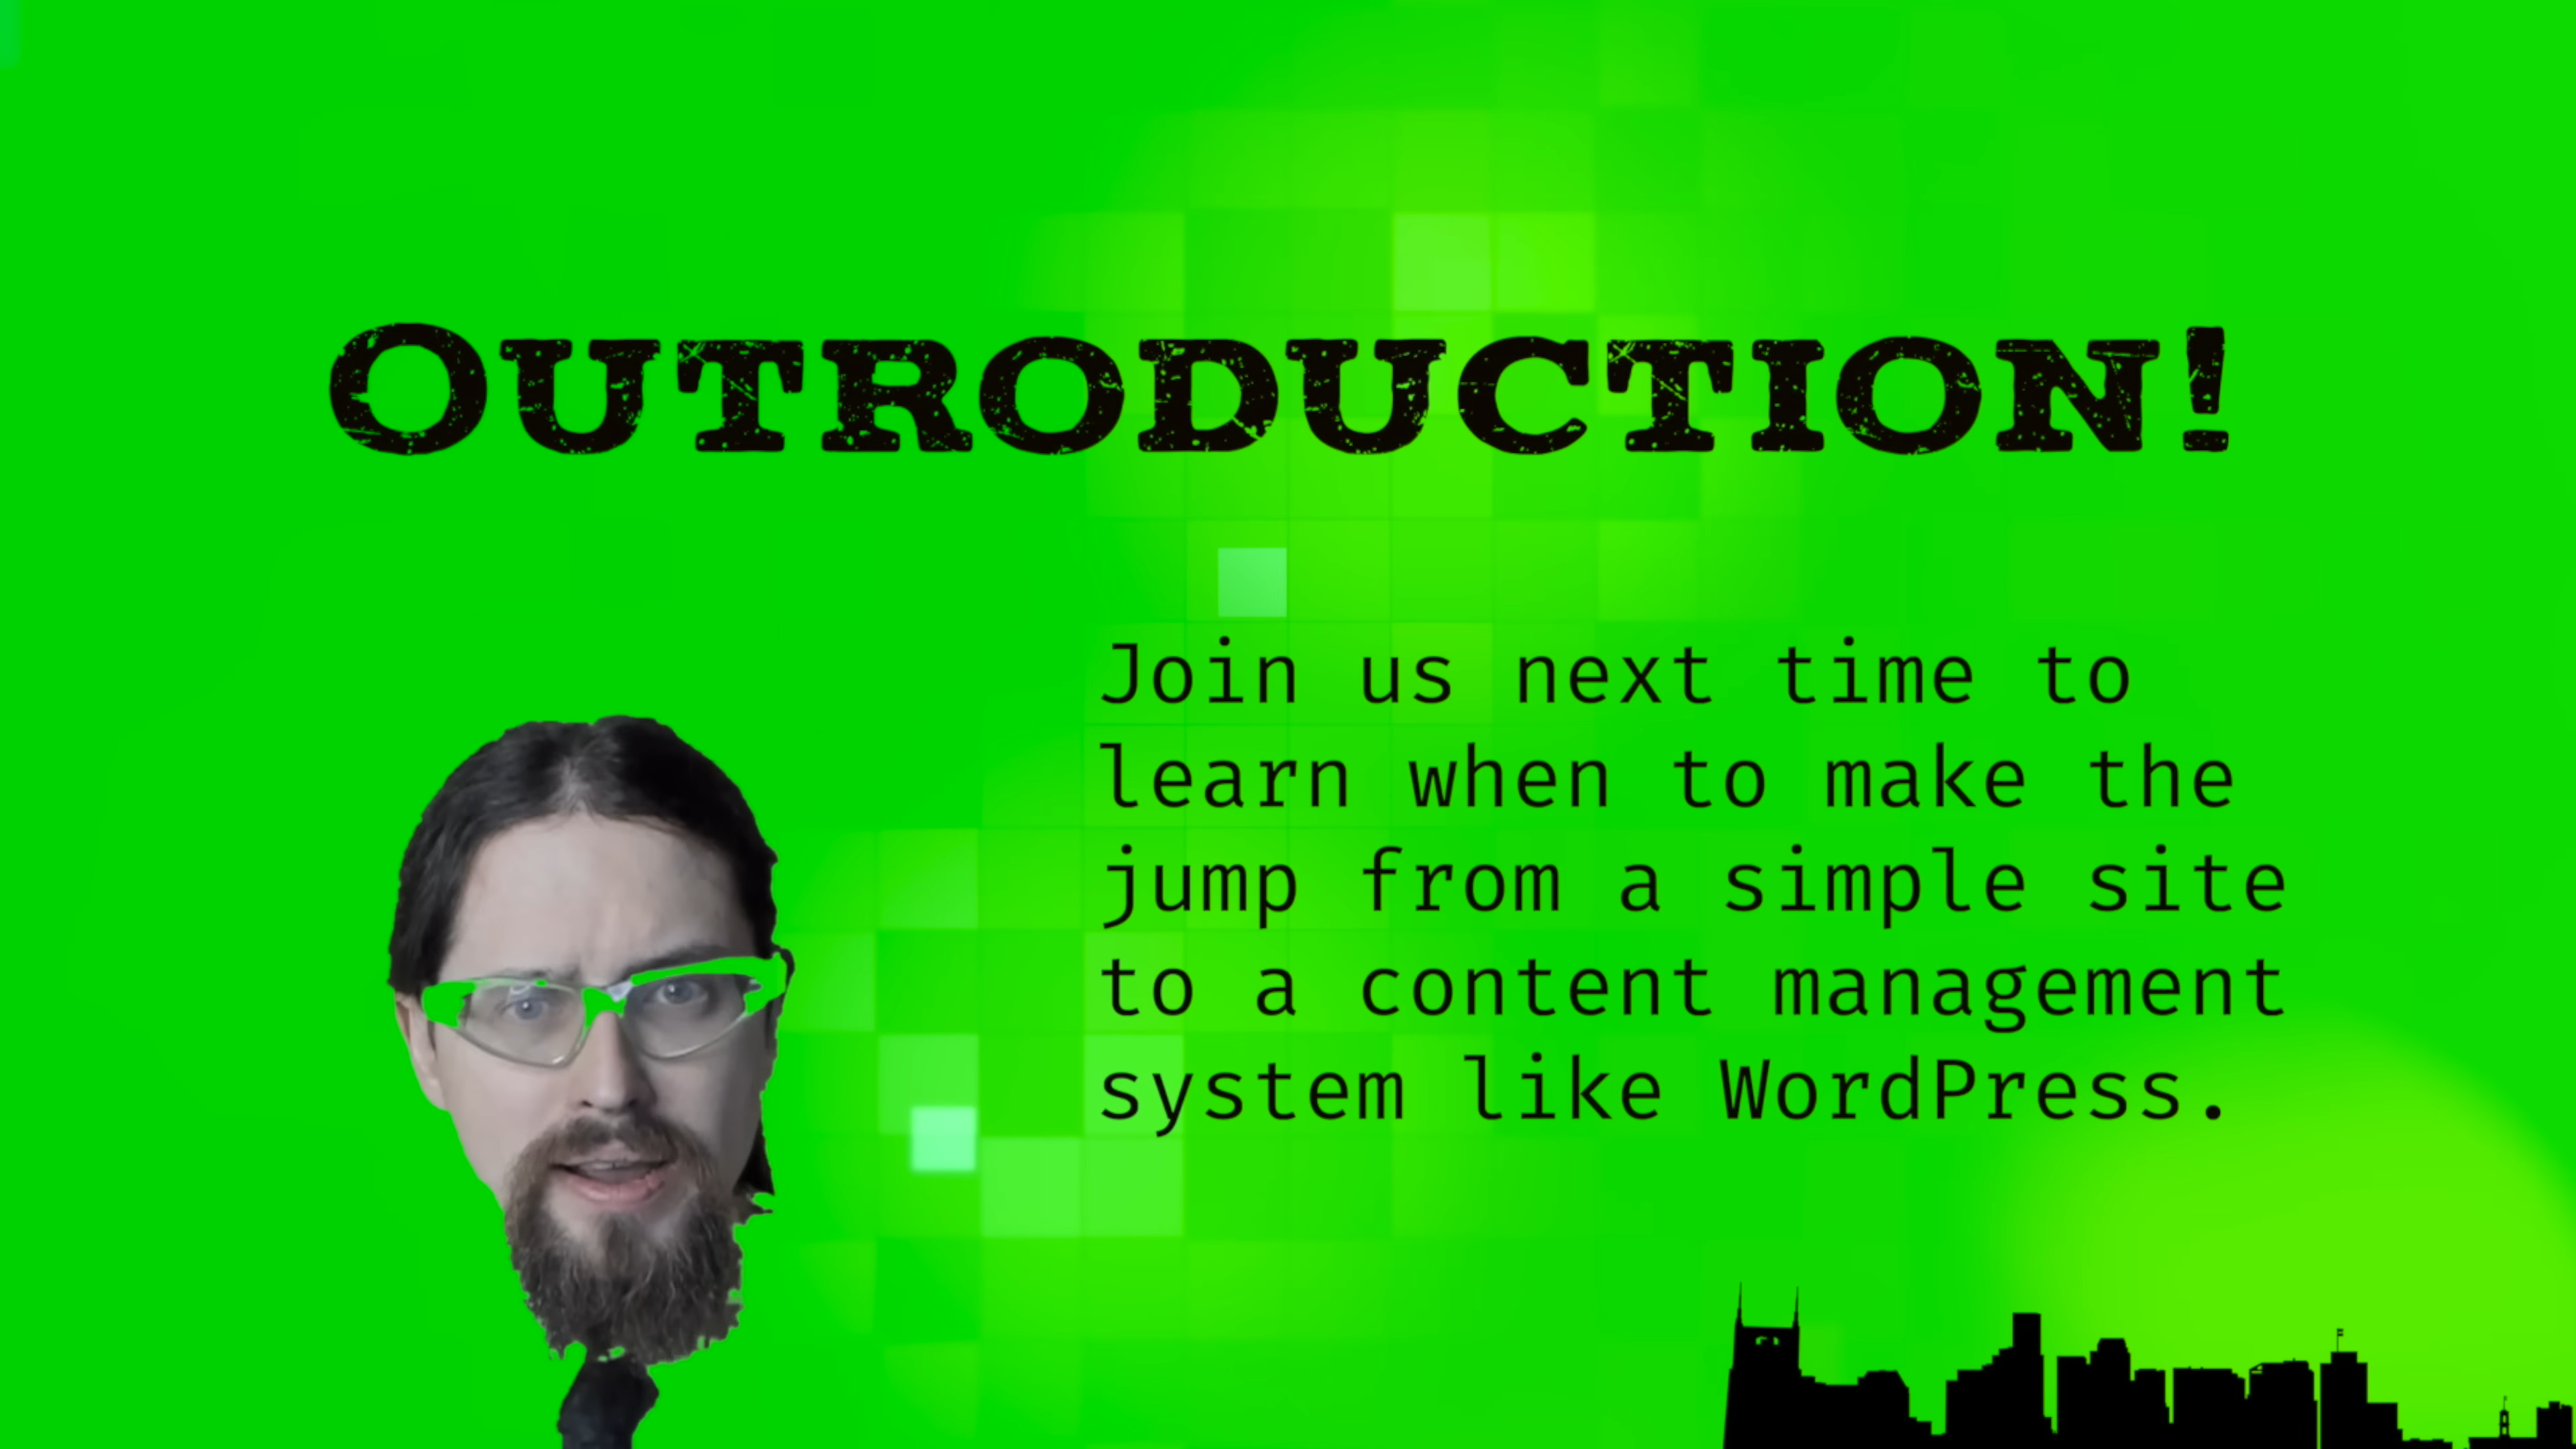 OUTRODUCTION!
Join us next time to
learn when to make the
jump from a simple site
to a content management
system like WordPress.